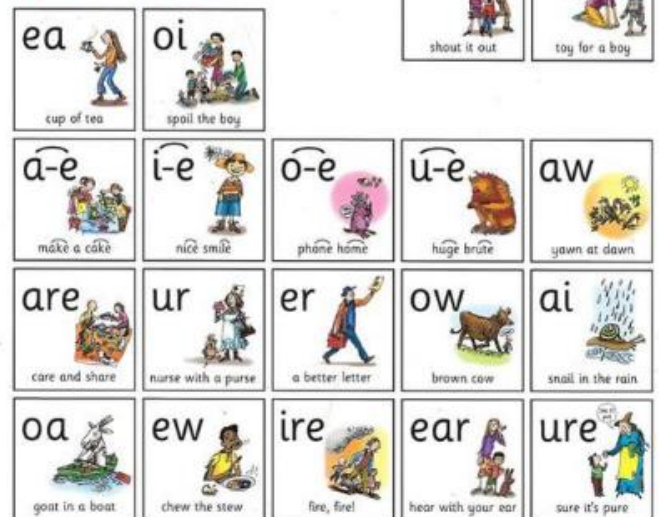 shout it out
toy for a boy
ea
cup of tea
oi
spoil the boy
a-e
make a cake
i-e
nice smile
o-e
phone home
u-e
huge brute
aw
yawn at dawn
are
care and share
ur
nurse with a purse
er
a better letter
ow
brown cow
ai
snail in the rain
oa
goat in a boat
ew
chew the stew
ire
fire, fire!
ear
hear with your ear
ure
sure it's pure